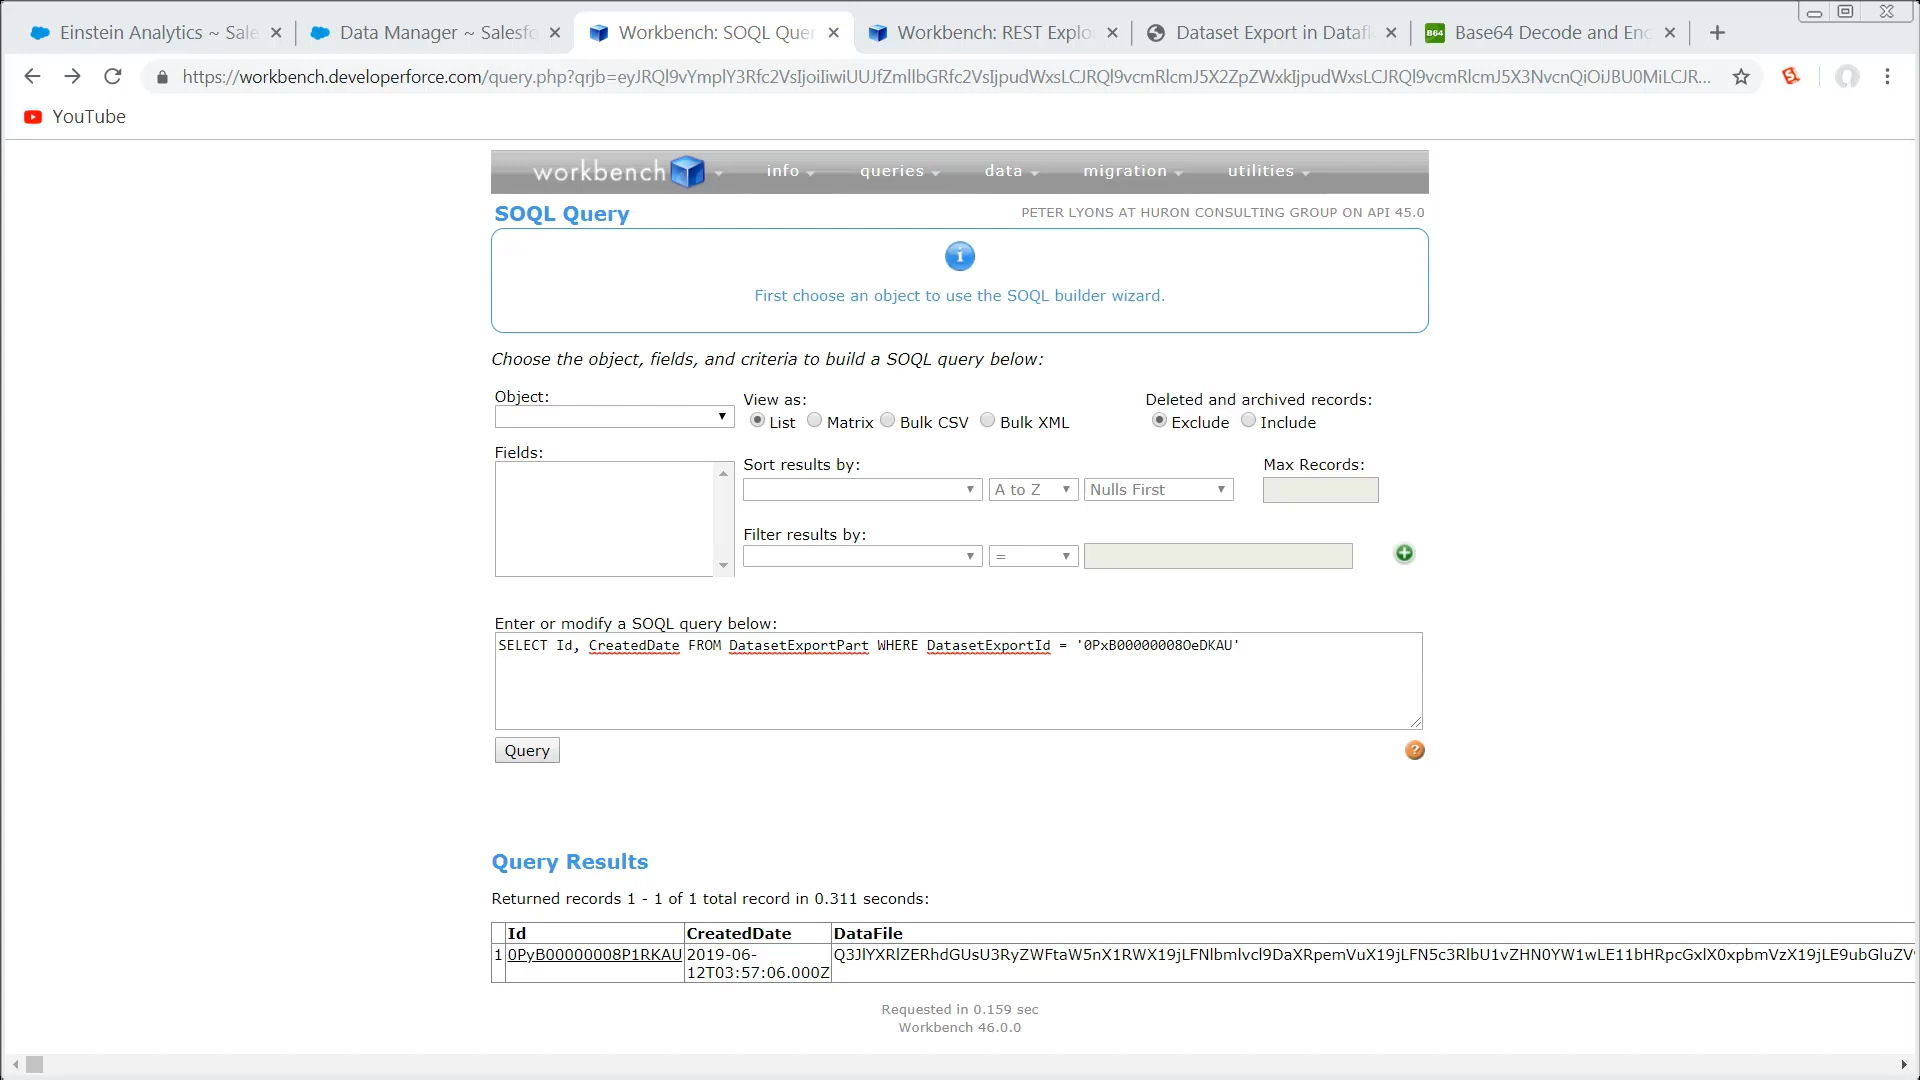 Einstein Analytics ~ Sale
Data Manager ~ Salesfo
Workbench: SOQL Quer
Workbench: REST Explo
Dataset Export in Datafl
B64 Base64 Decode and Enc
https://workbench.developerforce.com/query.php?qrjb=eyJRQl9vYmplY3Rfc2VsIjoiIiwiUUJfZmllbGRfc2VsIjpudWxsLCJRQl9vcmRlcmJ5X2ZpZWxkIjpudWxsLCJRQl9vcmRlcmJ5X3NvcnQiOiJBU0MiLCJR...
YouTube
workbench info queries data migration utilities
SOQL Query
PETER LYONS AT HURON CONSULTING GROUP ON API 45.0
First choose an object to use the SOQL builder wizard.
Choose the object, fields, and criteria to build a SOQL query below:
Object:
View as:
Deleted and archived records:
List Matrix Bulk CSV Bulk XML
Exclude Include
Fields:
Sort results by:
Max Records:
A to Z
Nulls First
Filter results by:
=
Enter or modify a SOQL query below:
SELECT Id, CreatedDate FROM DatasetExportPart WHERE DatasetExportId = '0PxB00000008OeDKAU'
Query
?
Query Results
Returned records 1 - 1 of 1 total record in 0.311 seconds:
Id CreatedDate DataFile
1 0PyB00000008P1RKAU 2019-06-12T03:57:06.000Z Q3JlYXRlZERhdGUsU3RyZWFtaW5nX1RWX19jLFNlbmlvcl9DaXRpemVuX19jLFN5c3RlbU1vZHN0YW1wLE11bHRpcGxlX0xpbmVzX19jLE9ubGluZV
Requested in 0.159 sec
Workbench 46.0.0